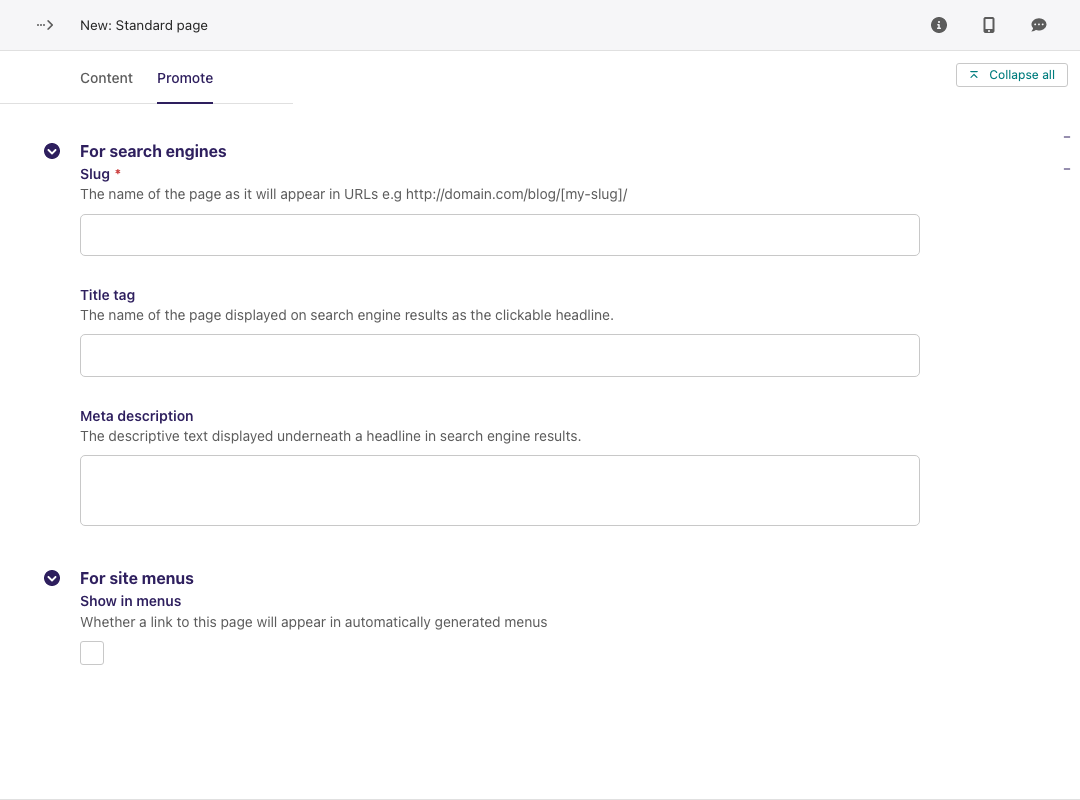 New: Standard page
Content
Promote
Collapse all
For search engines
Slug *
The name of the page as it will appear in URLs e.g http://domain.com/blog/[my-slug]/
Title tag
The name of the page displayed on search engine results as the clickable headline.
Meta description
The descriptive text displayed underneath a headline in search engine results.
For site menus
Show in menus
Whether a link to this page will appear in automatically generated menus